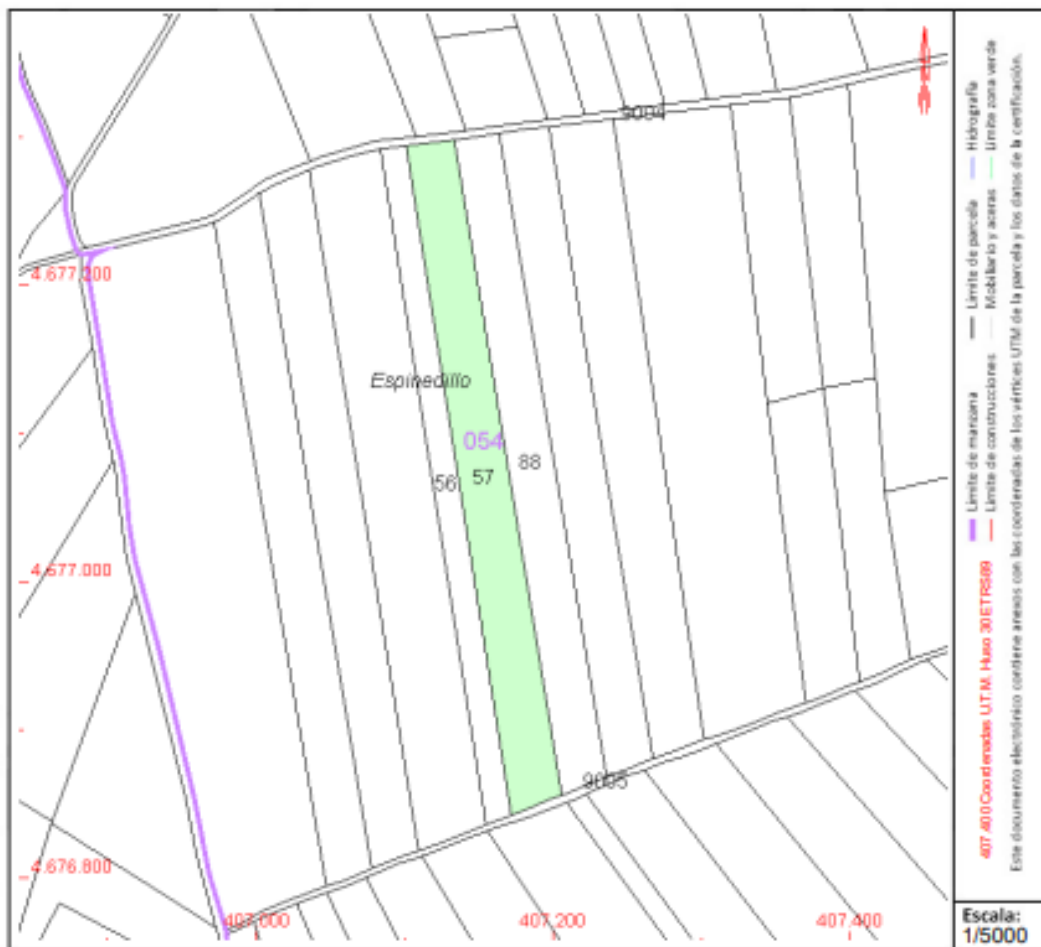 9004
4.677.200
Espinedillo
054
88
57
56
4.677.000
9005
4.676.800
407.000
407.200
407.400
Límite de manzana
Límite de parcela
Hidrografía
Límite de construcciones
Mobiliario y aceras
Límite zona verde
407.400 Coordenadas U.T.M. Huso 30 ETRS89
Este documento electrónico contiene anexos con las coordenadas de los vértices UTM de la parcela y los datos de la certificación.
Escala:
1/5000